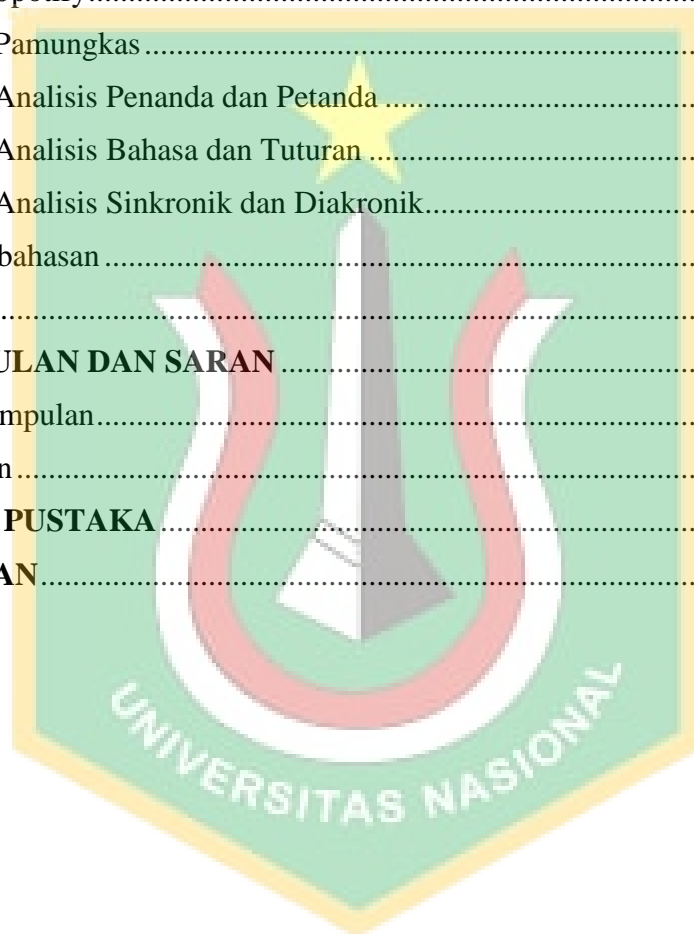 potify
Pamungkas
Analisis Penanda dan Petanda
Analisis Bahasa dan Tuturan
Analisis Sinkronik dan Diakronik
bahasan
ULAN DAN SARAN
mpulan
n
PUSTAKA
AN
UNIVERSITAS NASIONAL